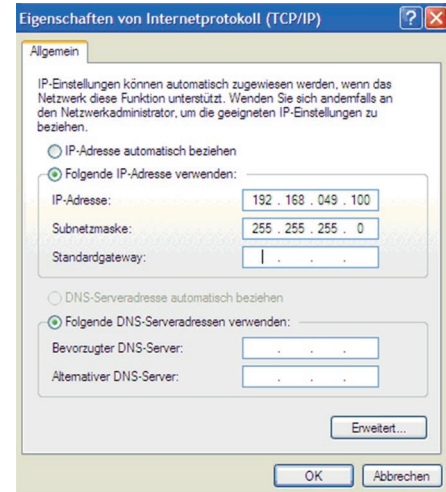 Eigenschaften von Internetprotokoll (TCP/IP)
Allgemein
IP-Einstellungen können automatisch zugewiesen werden, wenn das
Netzwerk diese Funktion unterstützt. Wenden Sie sich andernfalls an
den Netzwerkadministrator, um die geeigneten IP-Einstellungen zu
beziehen.
IP-Adresse automatisch beziehen
Folgende IP-Adresse verwenden:
IP-Adresse: 192 . 168 . 049 . 100
Subnetzmaske: 255 . 255 . 255 . 0
Standardgateway: . . .
DNS-Serveradresse automatisch beziehen
Folgende DNS-Serveradressen verwenden:
Bevorzugter DNS-Server: . . .
Alternativer DNS-Server: . . .
Erweitert...
OK Abbrechen